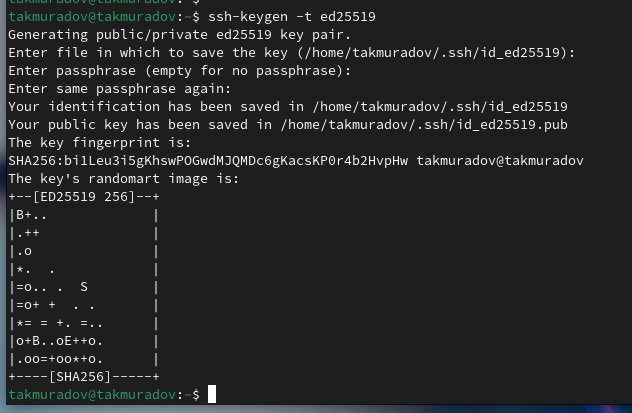 takmuradov@takmuradov:~$ ssh-keygen -t ed25519
Generating public/private ed25519 key pair.
Enter file in which to save the key (/home/takmuradov/.ssh/id_ed25519):
Enter passphrase (empty for no passphrase):
Enter same passphrase again:
Your identification has been saved in /home/takmuradov/.ssh/id_ed25519
Your public key has been saved in /home/takmuradov/.ssh/id_ed25519.pub
The key fingerprint is:
SHA256:bi1Leu3i5gKhswPOGwdMJQMDc6gKacsKP0r4b2HvpHw takmuradov@takmuradov
The key's randomart image is:
+--[ED25519 256]--+
|B+..             |
|.++              |
|.o               |
|*.  .            |
|=o.. .  S        |
|=o+ +  . .       |
|*= = +. =..      |
|o+B..oE++o.      |
|.oo=+oo*+o.      |
+----[SHA256]-----+
takmuradov@takmuradov:~$